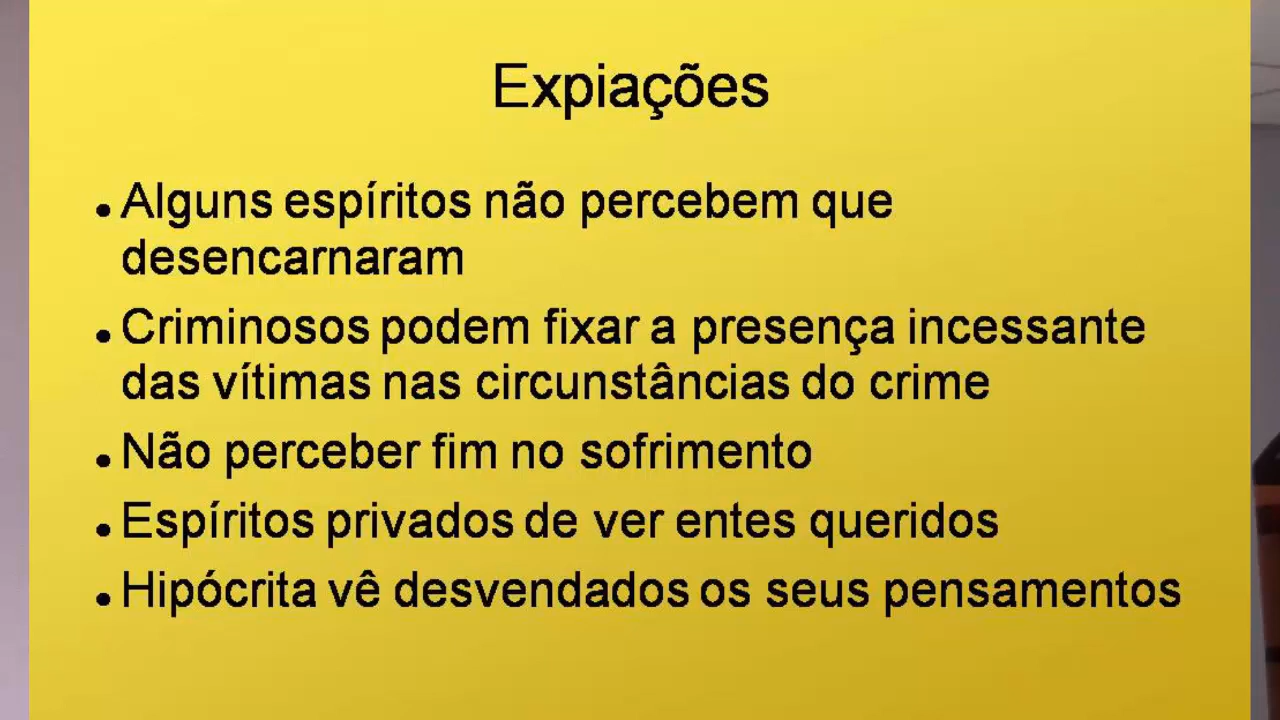 Expiações
• Alguns espíritos não percebem que
desencarnaram
• Criminosos podem fixar a presença incessante
das vítimas nas circunstâncias do crime
• Não perceber fim no sofrimento
• Espíritos privados de ver entes queridos
• Hipócrita vê desvendados os seus pensamentos